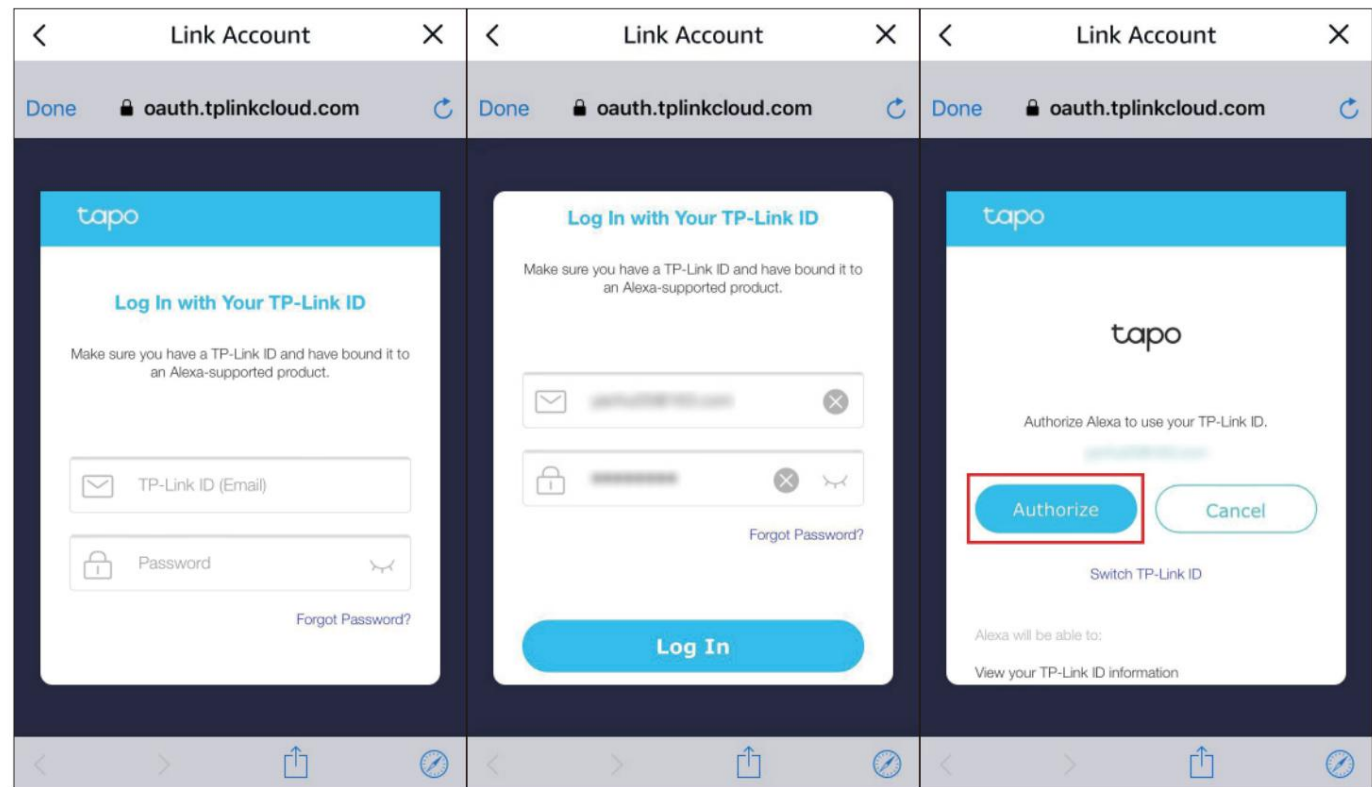 Link Account
Done
oauth.tplinkcloud.com
tapo
Log In with Your TP-Link ID
Make sure you have a TP-Link ID and have bound it to
an Alexa-supported product.
TP-Link ID (Email)
Password
Forgot Password?
Link Account
Done
oauth.tplinkcloud.com
Log In with Your TP-Link ID
Make sure you have a TP-Link ID and have bound it to
an Alexa-supported product.
Forgot Password?
Log In
Link Account
Done
oauth.tplinkcloud.com
tapo
tapo
Authorize Alexa to use your TP-Link ID.
Authorize
Cancel
Switch TP-Link ID
Alexa will be able to:
View your TP-Link ID information